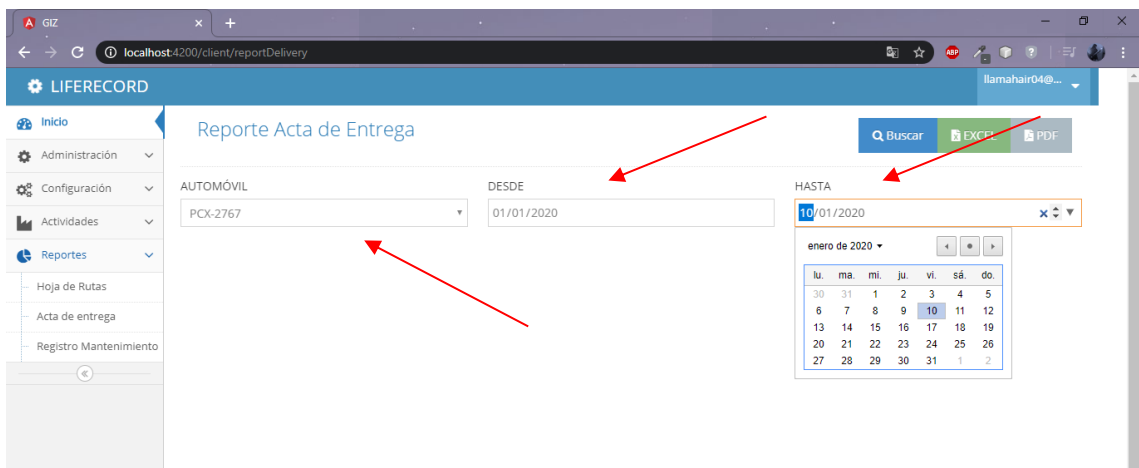 GIZ
localhost:4200/client/reportDelivery
ABP
LIFERECORD
llamahair04@...
Inicio
Administración
Configuración
Actividades
Reportes
Hoja de Rutas
Acta de entrega
Registro Mantenimiento
Reporte Acta de Entrega
Buscar
EXCEL
PDF
AUTOMÓVIL
DESDE
HASTA
PCX-2767
01/01/2020
10/01/2020
enero de 2020
lu. ma. mi. ju. vi. sá. do.
30 31 1 2 3 4 5
6 7 8 9 10 11 12
13 14 15 16 17 18 19
20 21 22 23 24 25 26
27 28 29 30 31 1 2